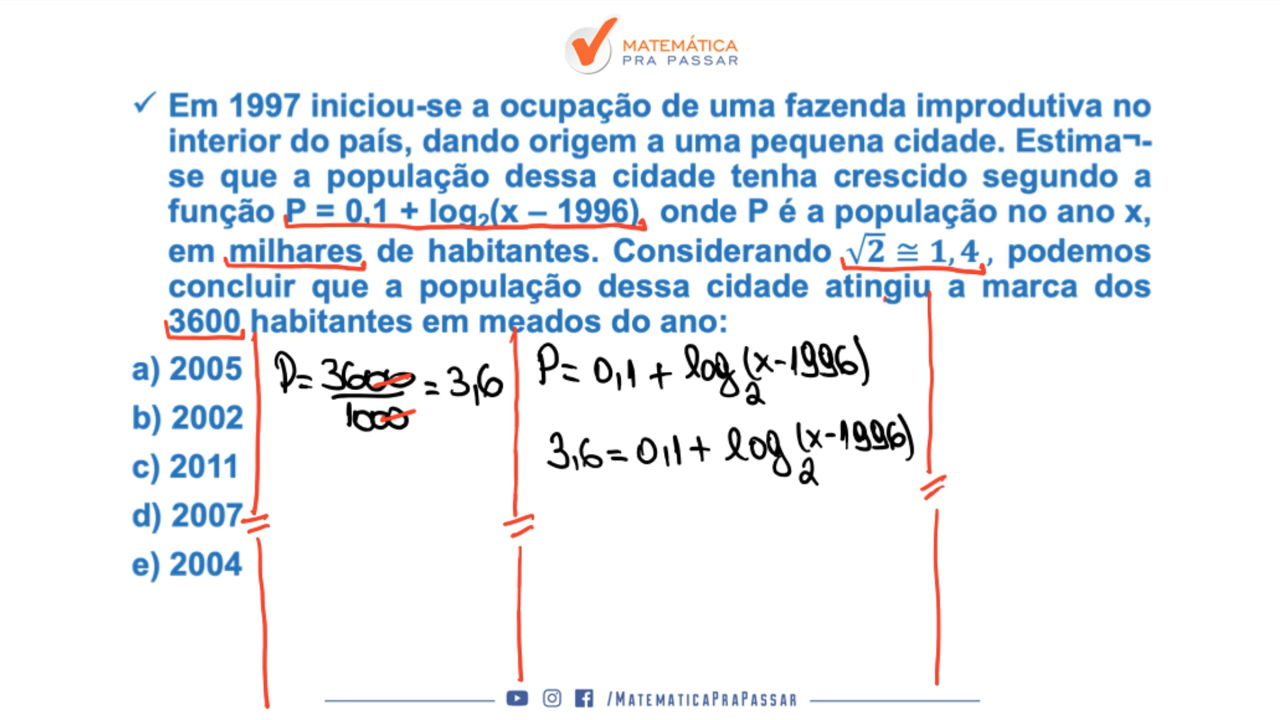 MATEMÁTICA
PRA PASSAR
✓ Em 1997 iniciou-se a ocupação de uma fazenda improdutiva no
interior do país, dando origem a uma pequena cidade. Estima¬-
se que a população dessa cidade tenha crescido segundo a
função P = 0,1 + log₂(x – 1996), onde P é a população no ano x,
em milhares de habitantes. Considerando √2 ≅ 1,4, podemos
concluir que a população dessa cidade atingiu a marca dos
3600 habitantes em meados do ano:
a) 2005
b) 2002
c) 2011
d) 2007
e) 2004
P = 3600/1000 = 3,6
P = 0,1 + log₂(x-1996)
3,6 = 0,1 + log₂(x-1996)
/MATEMATICAPRAPASSAR